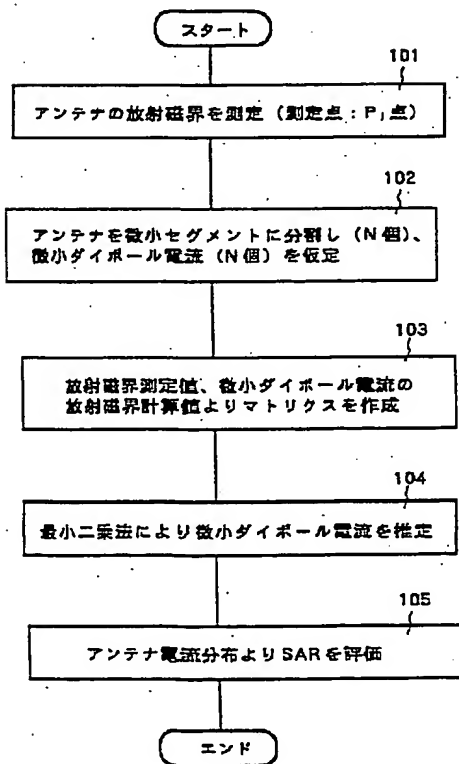 スタート
101
アンテナの放射磁界を測定（測定点：Pj点）
102
アンテナを微小セグメントに分割し（N個）、
微小ダイポール電流（N個）を仮定
103
放射磁界測定値、微小ダイポール電流の
放射磁界計算値よりマトリクスを作成
104
最小二乗法により微小ダイポール電流を推定
105
アンテナ電流分布よりSARを評価
エンド